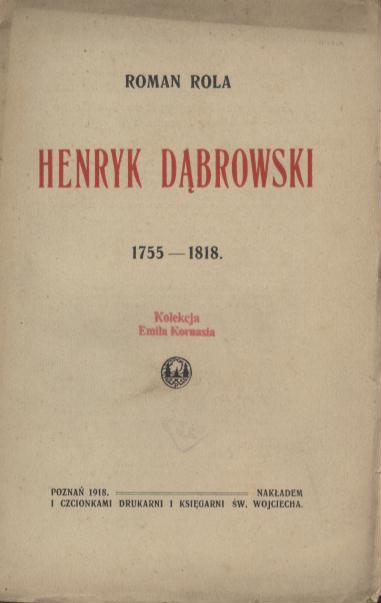 ROMAN ROLA
HENRYK DĄBROWSKI
1755 — 1818.
Kolekcja
Emila Kornasia
POZNAŃ 1918. NAKŁADEM
I CZCIONKAMI DRUKARNI I KSIĘGARNI ŚW. WOJCIECHA.